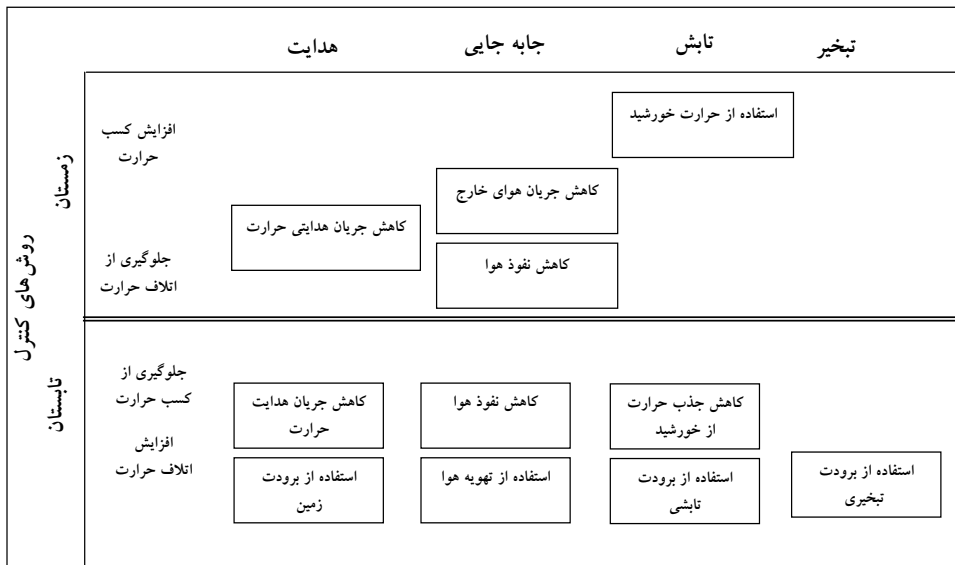 هدایت
جابه جایی
تابش
تبخیر
روش‌های کنترل
زمستان
افزایش کسب
حرارت
استفاده از حرارت خورشید
کاهش جریان هوای خارج
کاهش جریان هدایتی حرارت
جلوگیری از
اتلاف حرارت
کاهش نفوذ هوا
تابستان
جلوگیری از
کسب حرارت
کاهش جریان هدایت
حرارت
کاهش نفوذ هوا
کاهش جذب حرارت
از خورشید
افزایش
اتلاف حرارت
استفاده از برودت
زمین
استفاده از تهویه هوا
استفاده از برودت
تابشی
استفاده از برودت
تبخیری